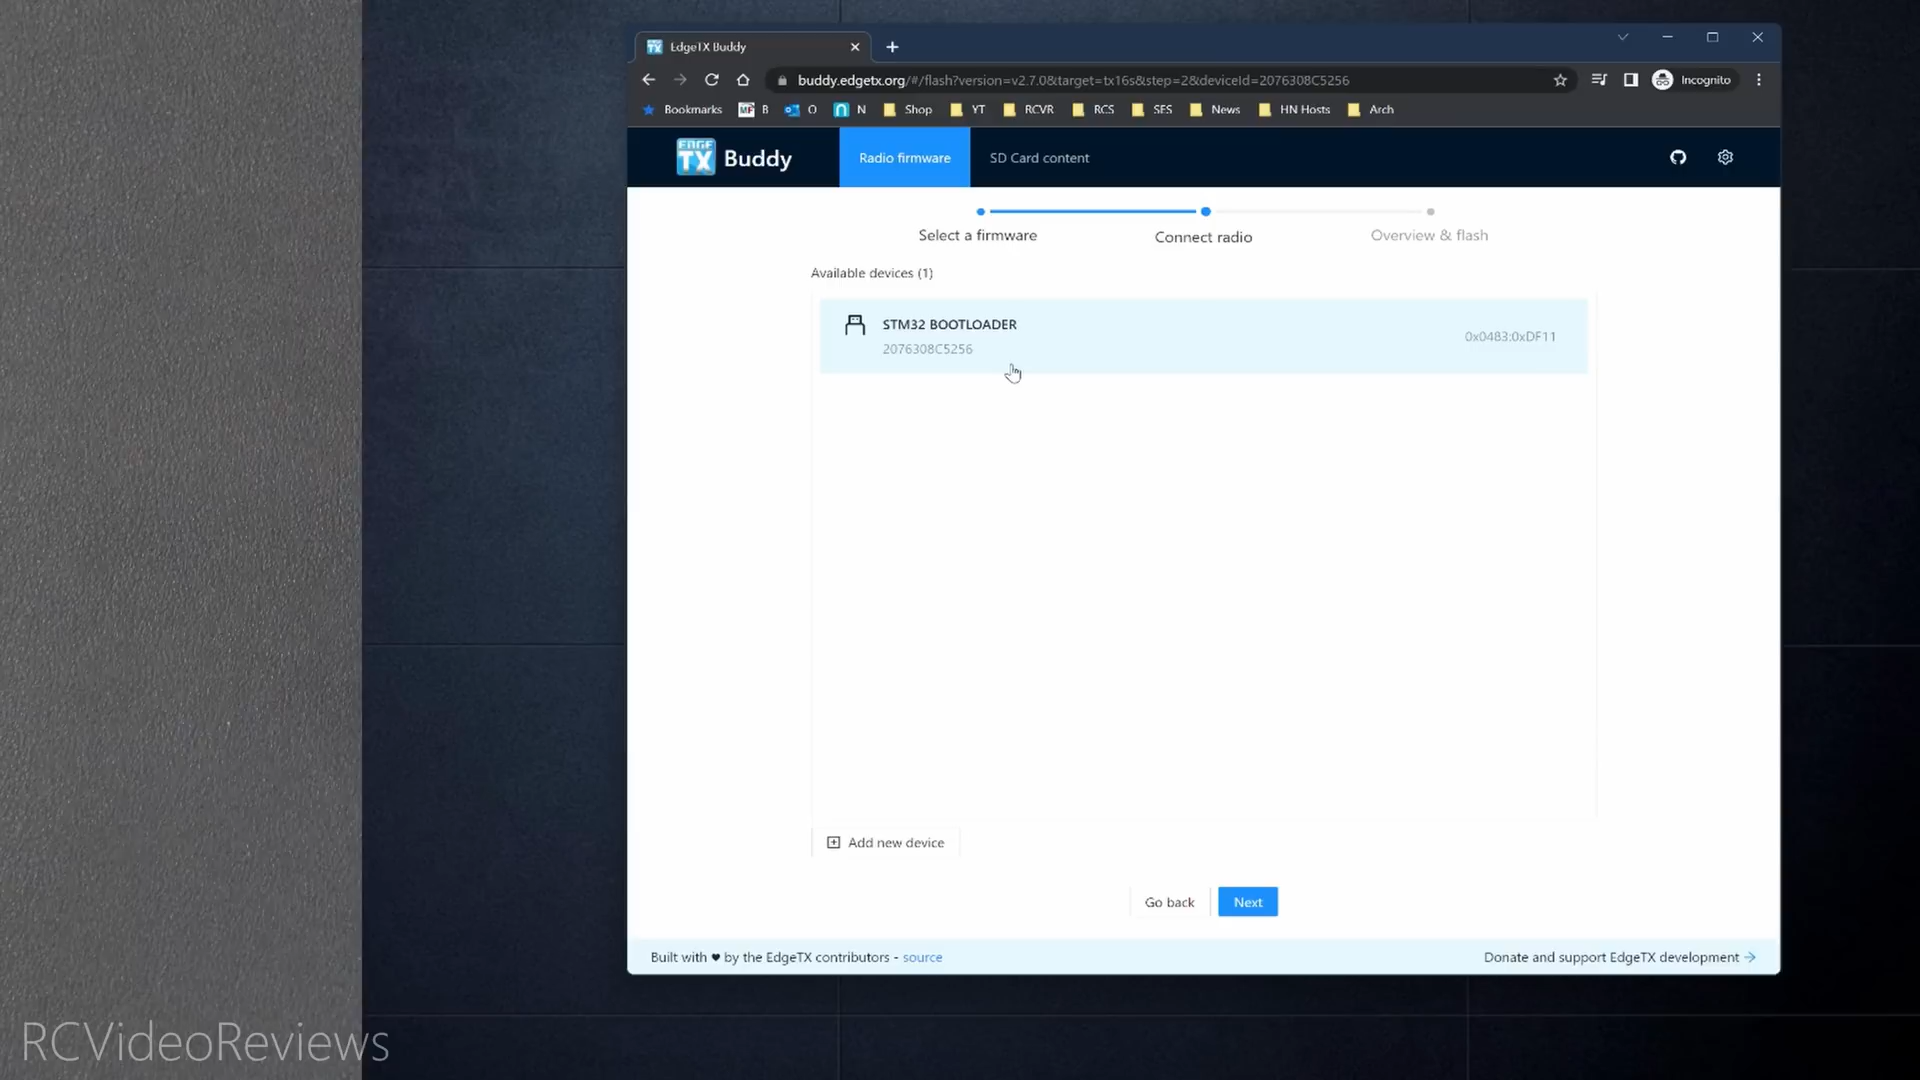 EdgeTX Buddy
buddy.edgetx.org/#/flash?version=v2.7.0&target=tx16s&step=2&deviceId=2076308C5256
Incognito
Bookmarks B O N Shop YT RCVR RCS SES News HN Hosts Arch
EDGE TX Buddy Radio firmware SD Card content
Select a firmware Connect radio Overview & flash
Available devices (1)
STM32 BOOTLOADER
2076308C5256
0x0483:0xDF11
Add new device
Go back Next
Built with ♥ by the EdgeTX contributors - source
Donate and support EdgeTX development →
RCVideoReviews